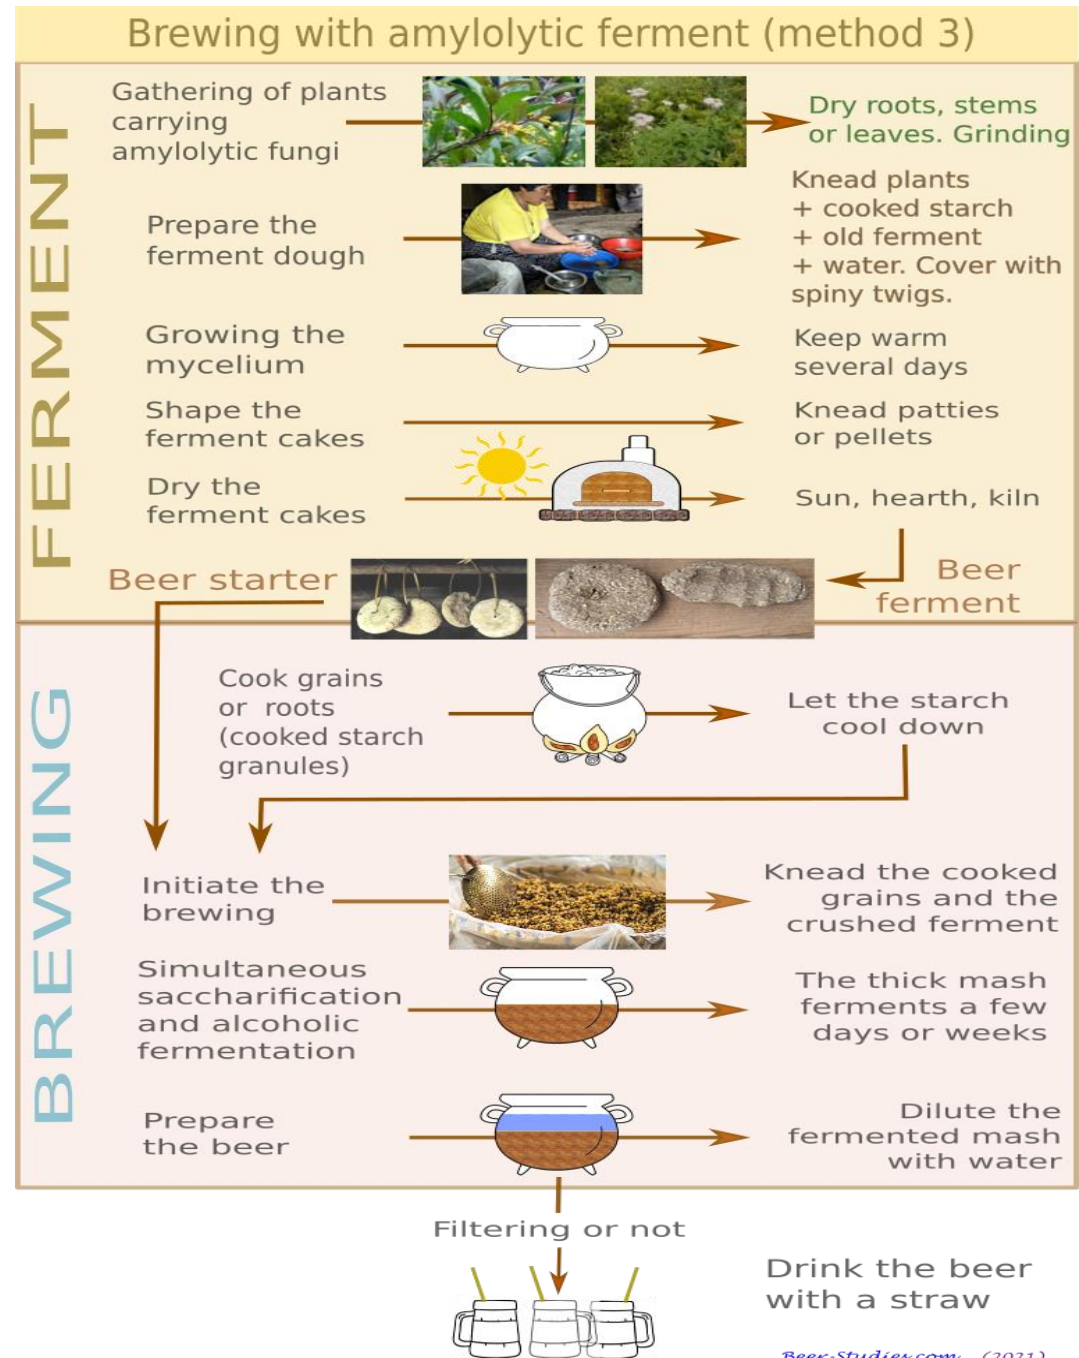 Brewing with amylolytic ferment (method 3)
FERMENT
Gathering of plants
carrying
amylolytic fungi
Dry roots, stems
or leaves. Grinding
Prepare the
ferment dough
Knead plants
+ cooked starch
+ old ferment
+ water. Cover with
spiny twigs.
Growing the
mycelium
Keep warm
several days
Shape the
ferment cakes
Knead patties
or pellets
Dry the
ferment cakes
Sun, hearth, kiln
Beer starter
Beer
ferment
BREWING
Cook grains
or roots
(cooked starch
granules)
Let the starch
cool down
Initiate the
brewing
Knead the cooked
grains and the
crushed ferment
Simultaneous
saccharification
and alcoholic
fermentation
The thick mash
ferments a few
days or weeks
Prepare
the beer
Dilute the
fermented mash
with water
Filtering or not
Drink the beer
with a straw
Beer-Studies.com (2021)